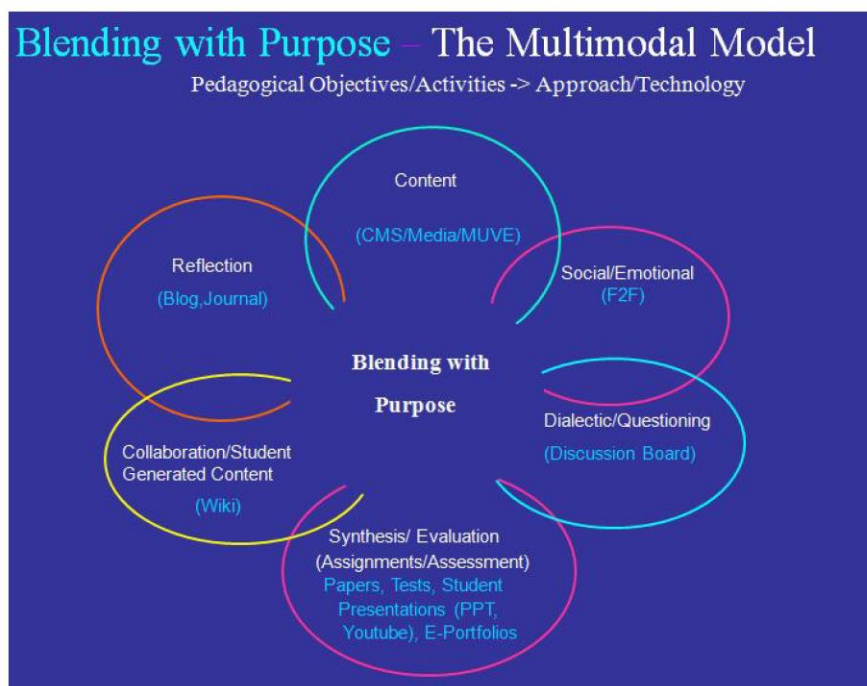 Blending with Purpose – The Multimodal Model
Pedagogical Objectives/Activities -> Approach/Technology
Content
(CMS/Media/MUVE)
Reflection
(Blog,Journal)
Social/Emotional
(F2F)
Blending with
Purpose
Dialectic/Questioning
(Discussion Board)
Collaboration/Student
Generated Content
(Wiki)
Synthesis/ Evaluation
(Assignments/Assessment)
Papers, Tests, Student
Presentations (PPT,
Youtube), E-Portfolios